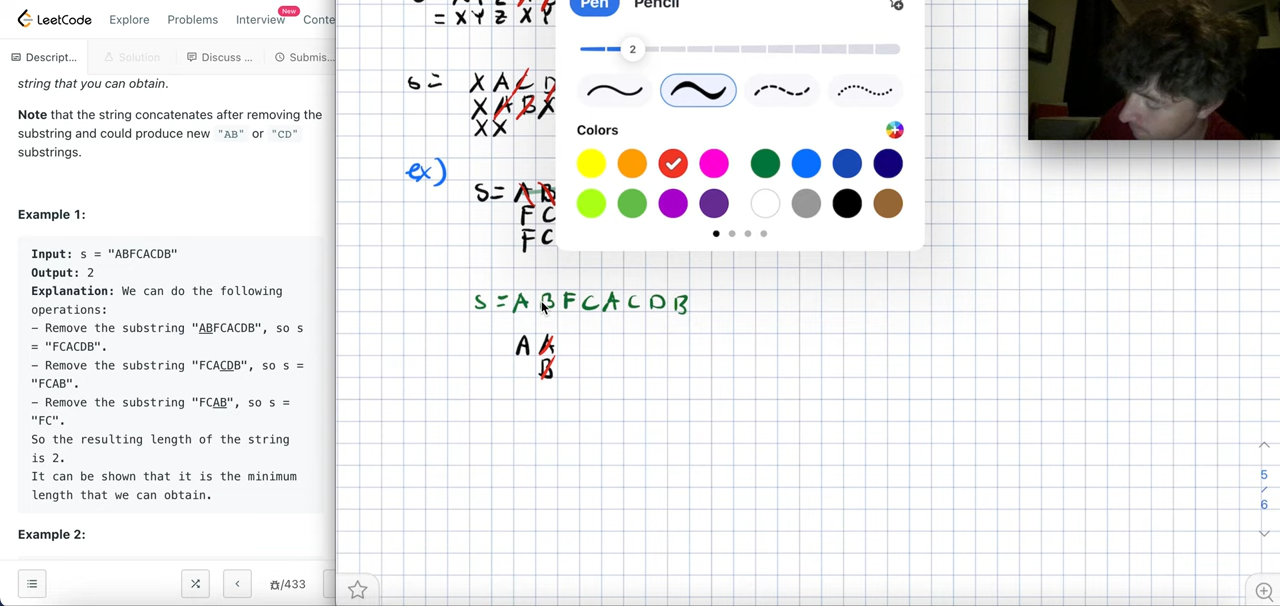 LeetCode Explore Problems Interview New Conte
Descript... Solution Discuss ... Submis...
string that you can obtain.
Note that the string concatenates after removing the
substring and could produce new "AB" or "CD"
substrings.
Example 1:
Input: s = "ABFCACDB"
Output: 2
Explanation: We can do the following
operations:
- Remove the substring "ABFCACDB", so s
= "FCACDB".
- Remove the substring "FCACDB", so s =
"FCAB".
- Remove the substring "FCAB", so s =
"FC".
So the resulting length of the string
is 2.
It can be shown that it is the minimum
length that we can obtain.
Example 2:
/433
= X Y Z X Y
S = X A C D
X A B X
X X
ex)
S = A B
F C
F C
S = A B F C A C D B
A A
B
Pen Pencil
2
Colors
5
/
6